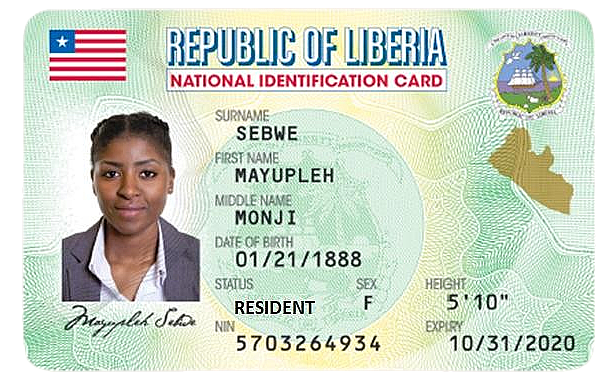 REPUBLIC OF LIBERIA
NATIONAL IDENTIFICATION CARD
SURNAME
SEBWE
FIRST NAME
MAYUPLEH
MIDDLE NAME
MONJI
DATE OF BIRTH
01/21/1888
STATUS SEX HEIGHT
RESIDENT F 5'10"
Mayupleh Sebwe
NIN EXPIRY
5703264934 10/31/2020
REPUBLIC OF LIBERIA